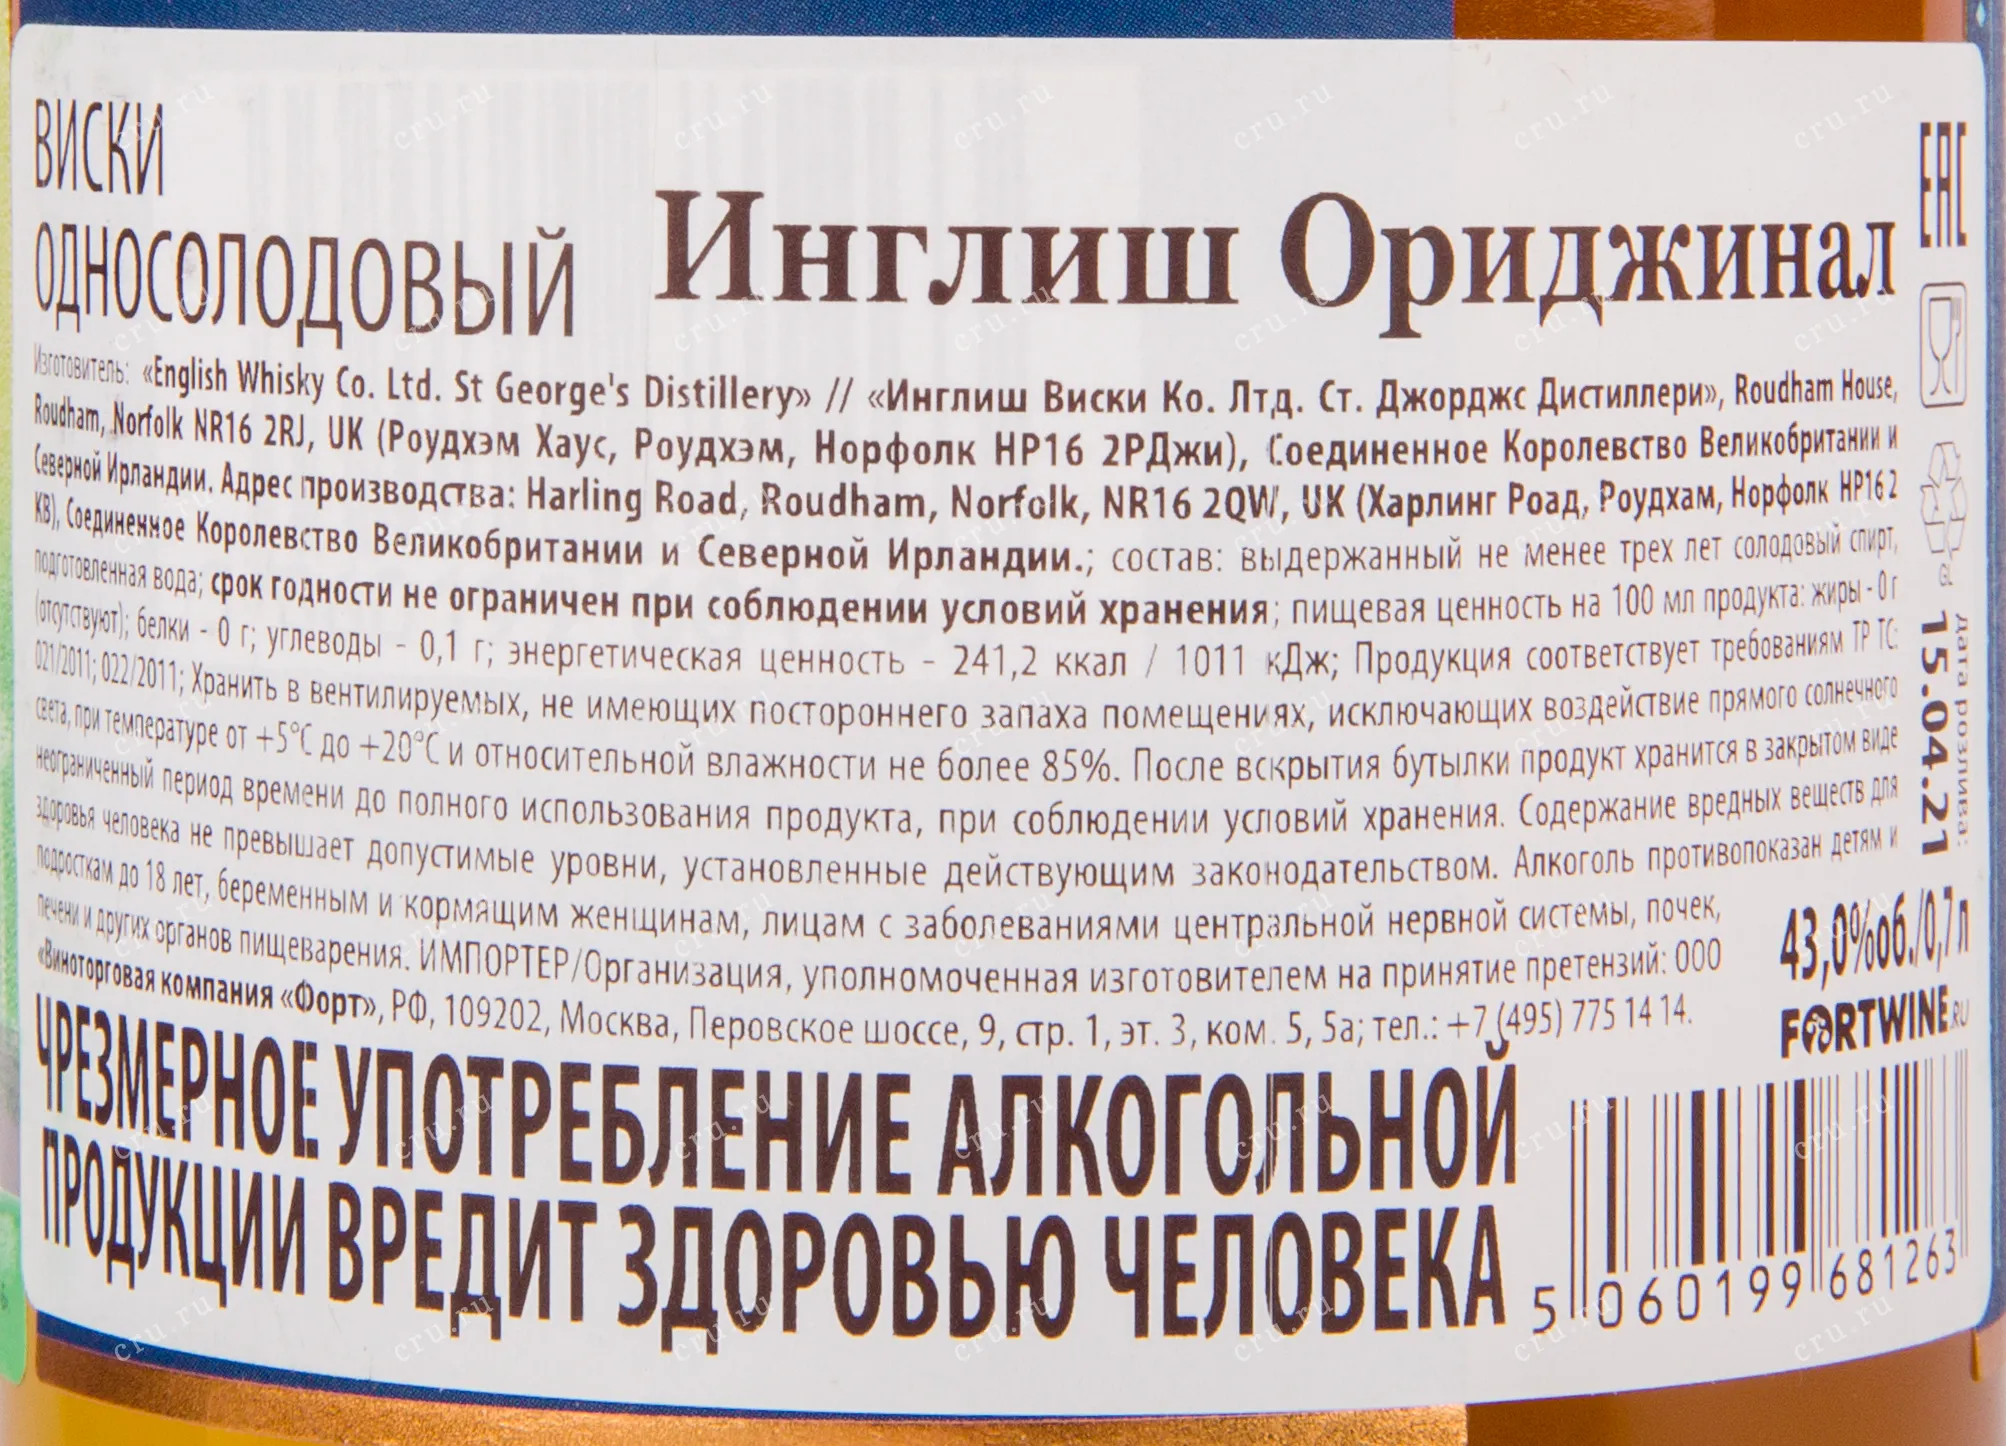 ВИСКИ
ОДНОСОЛОДОВЫЙ
Инглиш Ориджинал
Изготовитель: «English Whisky Co. Ltd. St George's Distillery» // «Инглиш Виски Ко. Лтд. Ст. Джорджс Дистиллери», Roudham House,
Roudham, Norfolk NR16 2RJ, UK (Роудхэм Хаус, Роудхэм, Норфолк НР16 2РДжи), Соединенное Королевство Великобритании и
Северной Ирландии. Адрес производства: Harling Road, Roudham, Norfolk, NR16 2QW, UK (Харлинг Роад, Роудхам, Норфолк НР16 2
КВ), Соединенное Королевство Великобритании и Северной Ирландии.; состав: выдержанный не менее трех лет солодовый спирт,
подготовленная вода; срок годности не ограничен при соблюдении условий хранения; пищевая ценность на 100 мл продукта: жиры - 0 г
(отсутствуют); белки - 0 г; углеводы - 0,1 г; энергетическая ценность - 241,2 ккал / 1011 кДж; Продукция соответствует требованиям ТР ТС:
021/2011; 022/2011; Хранить в вентилируемых, не имеющих постороннего запаха помещениях, исключающих воздействие прямого солнечного
света, при температуре от +5°С до +20°С и относительной влажности не более 85%. После вскрытия бутылки продукт хранится в закрытом виде
неограниченный период времени до полного использования продукта, при соблюдении условий хранения. Содержание вредных веществ для
здоровья человека не превышает допустимые уровни, установленные действующим законодательством. Алкоголь противопоказан детям и
подросткам до 18 лет, беременным и кормящим женщинам, лицам с заболеваниями центральной нервной системы, почек,
печени и других органов пищеварения. ИМПОРТЕР/Организация, уполномоченная изготовителем на принятие претензий: ООО
«Виноторговая компания «Форт», РФ, 109202, Москва, Перовское шоссе, 9, стр. 1, эт. 3, ком. 5, 5а; тел.: +7 (495) 775 14 14.
ЧРЕЗМЕРНОЕ УПОТРЕБЛЕНИЕ АЛКОГОЛЬНОЙ
ПРОДУКЦИИ ВРЕДИТ ЗДОРОВЬЮ ЧЕЛОВЕКА
ЕАС
GL
дата розлива:
15.04.21
43,0%об./0,7л
FORTWINE.RU
5 060199 681263
cru.ru